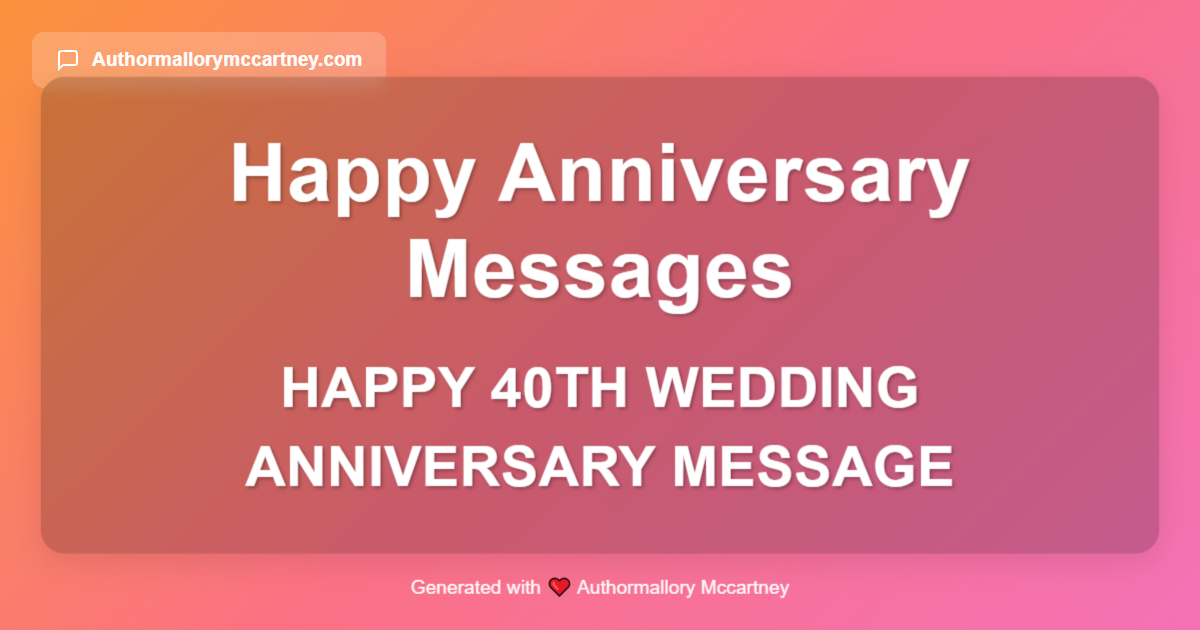 Authormallorymccartney.com
Happy Anniversary
Messages
HAPPY 40TH WEDDING
ANNIVERSARY MESSAGE
Generated with ❤️ Authormallory Mccartney